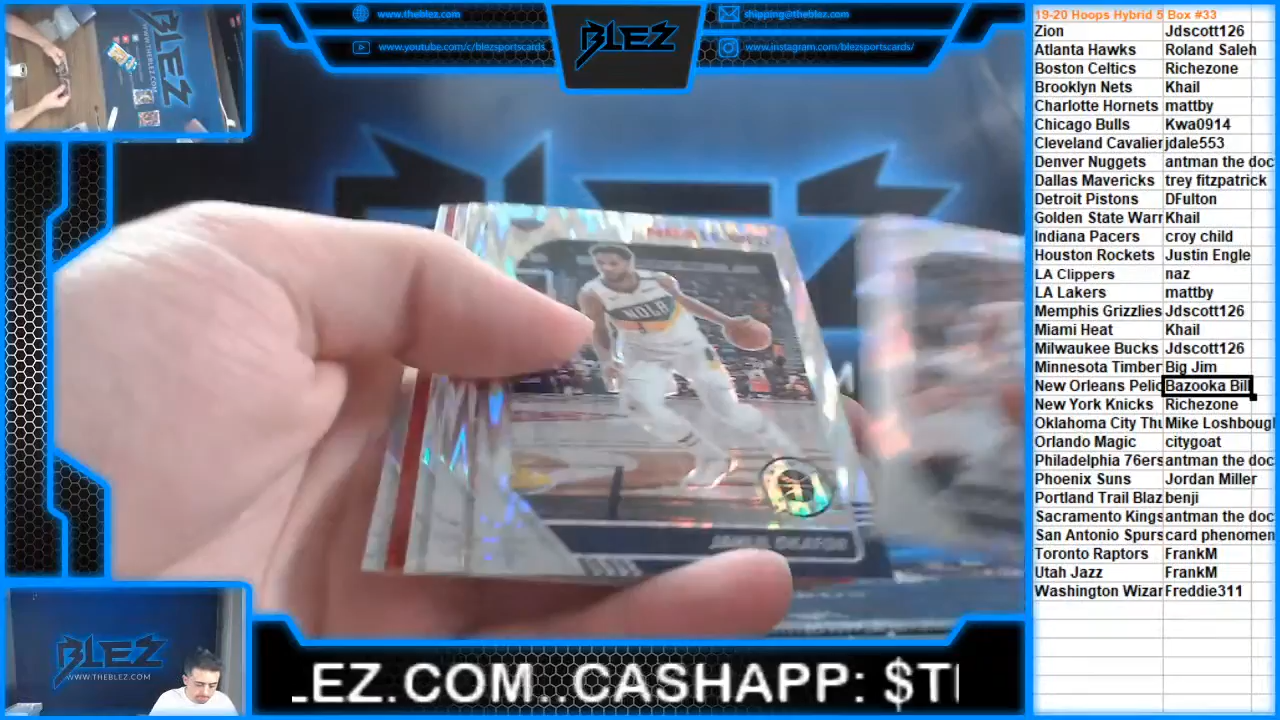 www.theblez.com
shipping@theblez.com
www.youtube.com/c/blezsportscards
www.instagram.com/blezsportscards/
BLEZ
BLEZ
THEBLEZ.COM
NOLA
JAHLIL OKAFOR
BLEZ
WWW.THEBLEZ.COM
LEZ.COM..CASHAPP: $T
19-20 Hoops Hybrid 5 Box #33
Zion Jdscott126
Atlanta Hawks Roland Saleh
Boston Celtics Richezone
Brooklyn Nets Khail
Charlotte Hornets mattby
Chicago Bulls Kwa0914
Cleveland Cavalier jdale553
Denver Nuggets antman the doc
Dallas Mavericks trey fitzpatrick
Detroit Pistons DFulton
Golden State Warr Khail
Indiana Pacers croy child
Houston Rockets Justin Engle
LA Clippers naz
LA Lakers mattby
Memphis Grizzlies Jdscott126
Miami Heat Khail
Milwaukee Bucks Jdscott126
Minnesota Timber Big Jim
New Orleans Pelic Bazooka Bill
New York Knicks Richezone
Oklahoma City Thu Mike Loshbough
Orlando Magic citygoat
Philadelphia 76ers antman the doc
Phoenix Suns Jordan Miller
Portland Trail Blaz benji
Sacramento Kings antman the doc
San Antonio Spurs card phenomen
Toronto Raptors FrankM
Utah Jazz FrankM
Washington Wizar Freddie311